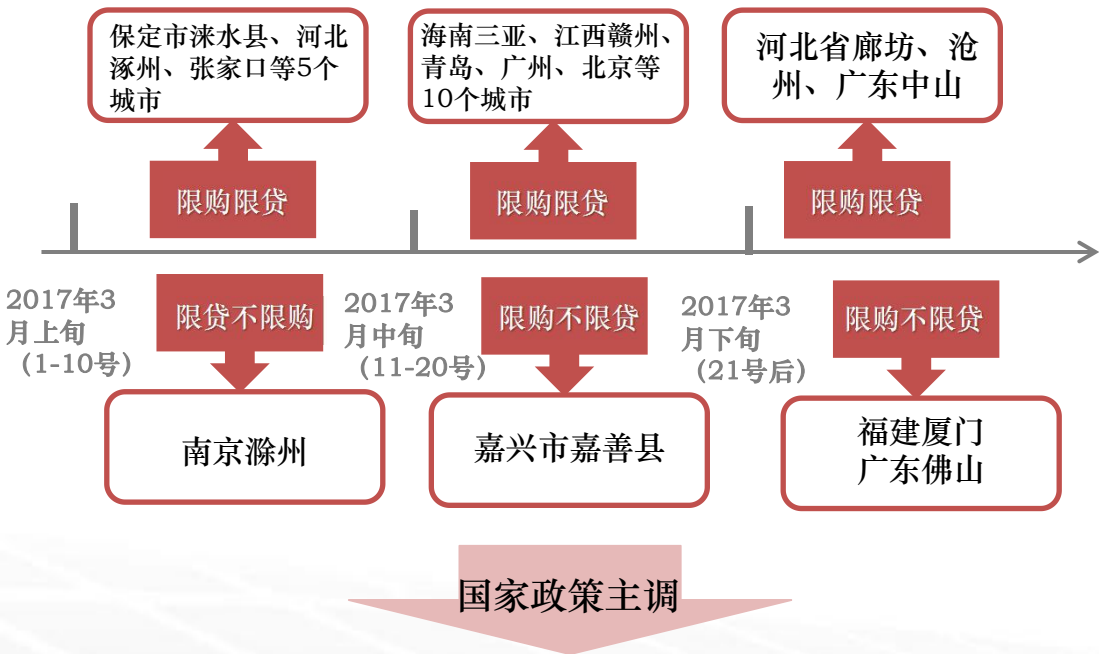 保定市涞水县、河北
涿州、张家口等5个
城市
海南三亚、江西赣州、
青岛、广州、北京等
10个城市
河北省廊坊、沧
州、广东中山
限购限贷
限购限贷
限购限贷
2017年3
月上旬
（1-10号）
限贷不限购
2017年3
月中旬
（11-20号）
限购不限贷
2017年3
月下旬
（21号后）
限购不限贷
南京滁州
嘉兴市嘉善县
福建厦门
广东佛山
国家政策主调